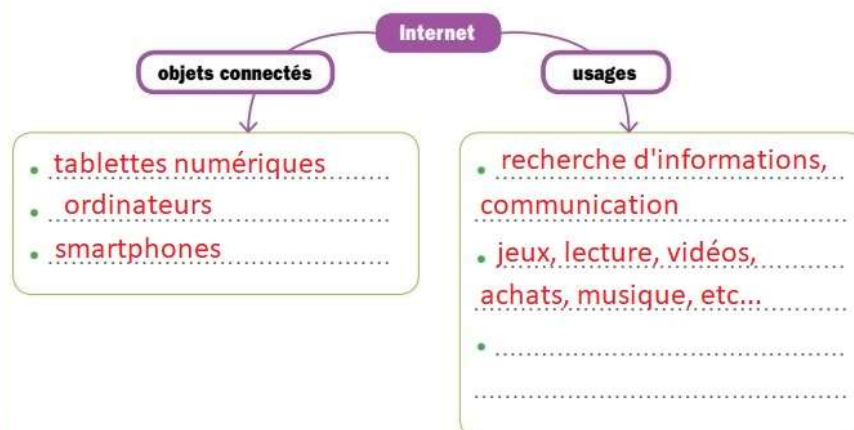 Internet
objets connectés
usages
• tablettes numériques
• ordinateurs
• smartphones
• recherche d'informations,
communication
• jeux, lecture, vidéos,
achats, musique, etc...
•